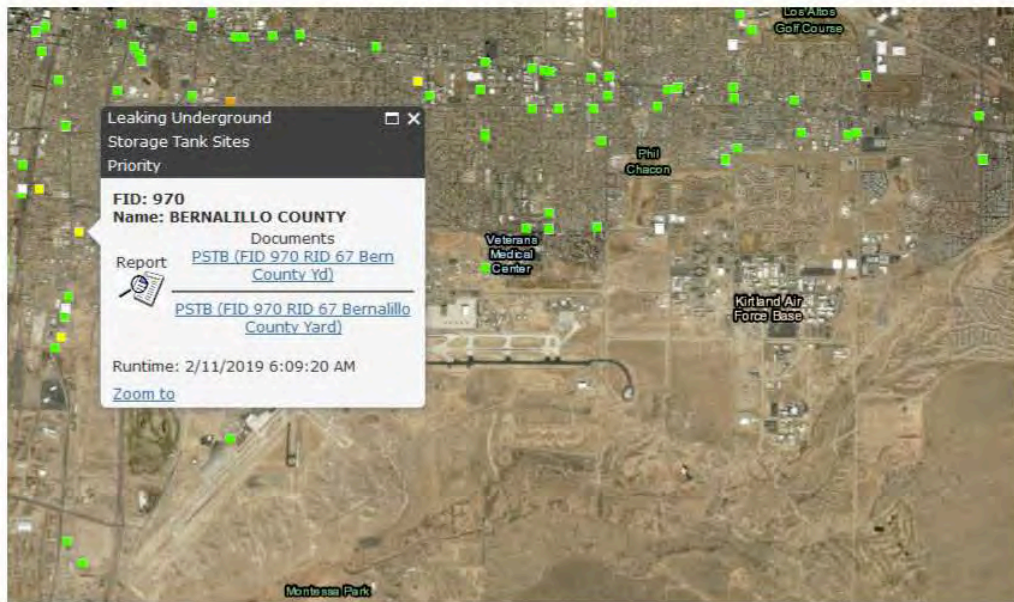 Los Altos
Golf Course
Leaking Underground
Storage Tank Sites
Priority
FID: 970
Name: BERNALILLO COUNTY
Documents
Report
PSTB (FID 970 RID 67 Bern
County Yd)
PSTB (FID 970 RID 67 Bernalillo
County Yard)
Runtime: 2/11/2019 6:09:20 AM
Zoom to
Phil
Chacon
Veterans
Medical
Center
Kirtland Air
Force Base
Montessa Park